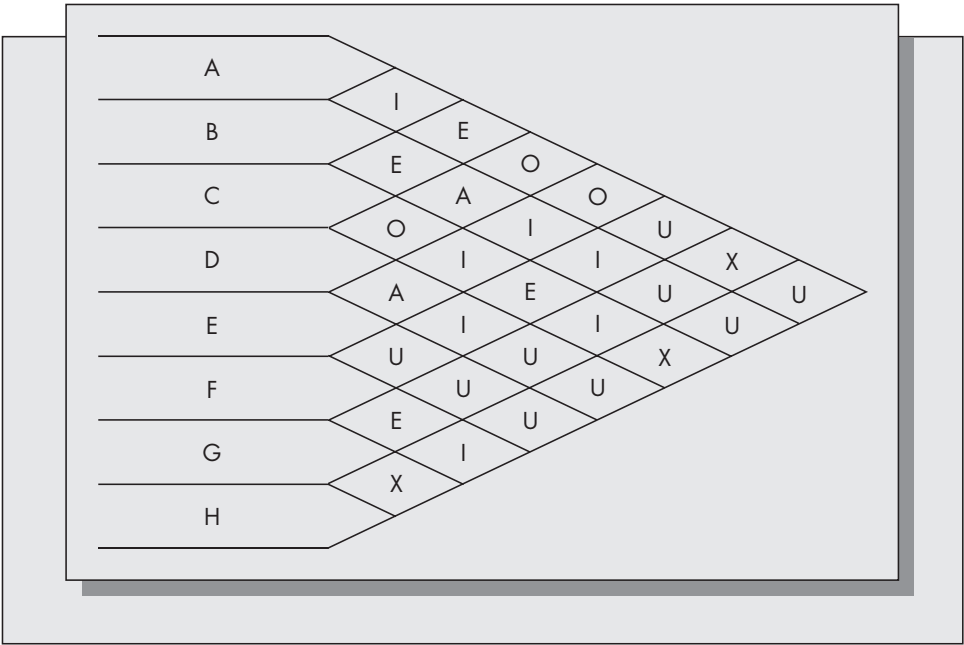 A
I
B E
E O
C A O
O I U
D I I X
A E U U
E I I U
U U X
F U U
E U
G I
X
H